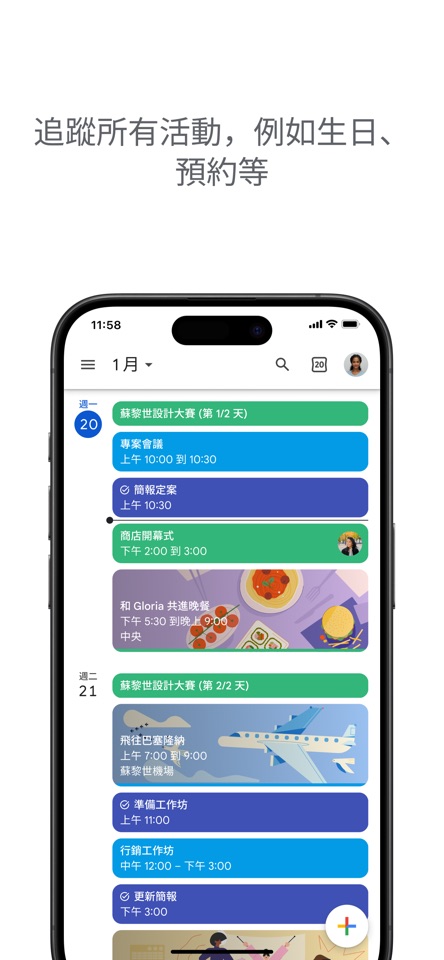 追蹤所有活動，例如生日、
預約等
11:58
1 月
20
週一
20
蘇黎世設計大賽 (第 1/2 天)
專案會議
上午 10:00 到 10:30
簡報定案
上午 10:30
商店開幕式
下午 2:00 到 3:00
和 Gloria 共進晚餐
下午 5:30 到晚上 9:00
中央
週二
21
蘇黎世設計大賽 (第 2/2 天)
飛往巴塞隆納
上午 7:00 到 9:00
蘇黎世機場
準備工作坊
上午 11:00
行銷工作坊
中午 12:00 – 下午 3:00
更新簡報
下午 3:00